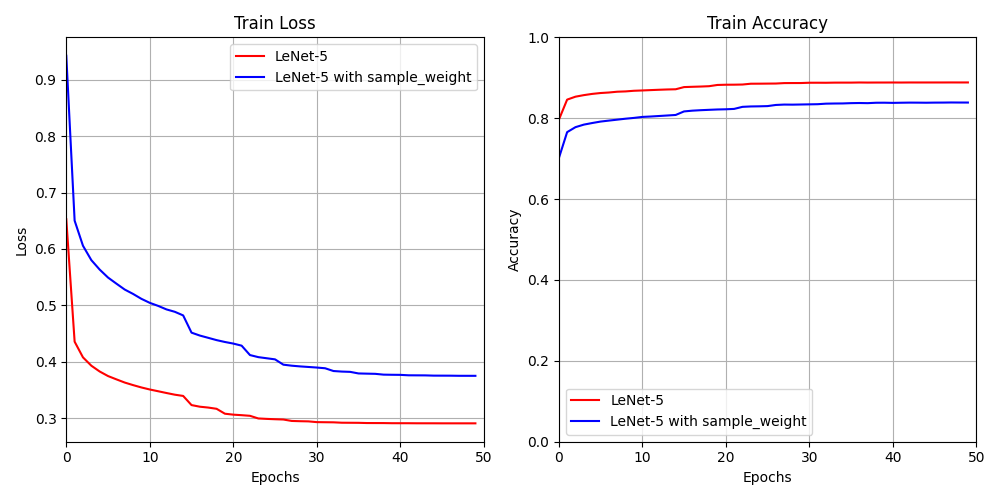 Train Loss
LeNet-5
LeNet-5 with sample_weight
0.9
0.8
0.7
0.6
0.5
0.4
0.3
Loss
0 10 20 30 40 50
Epochs
Train Accuracy
1.0
0.8
0.6
0.4
0.2
0.0
Accuracy
LeNet-5
LeNet-5 with sample_weight
0 10 20 30 40 50
Epochs